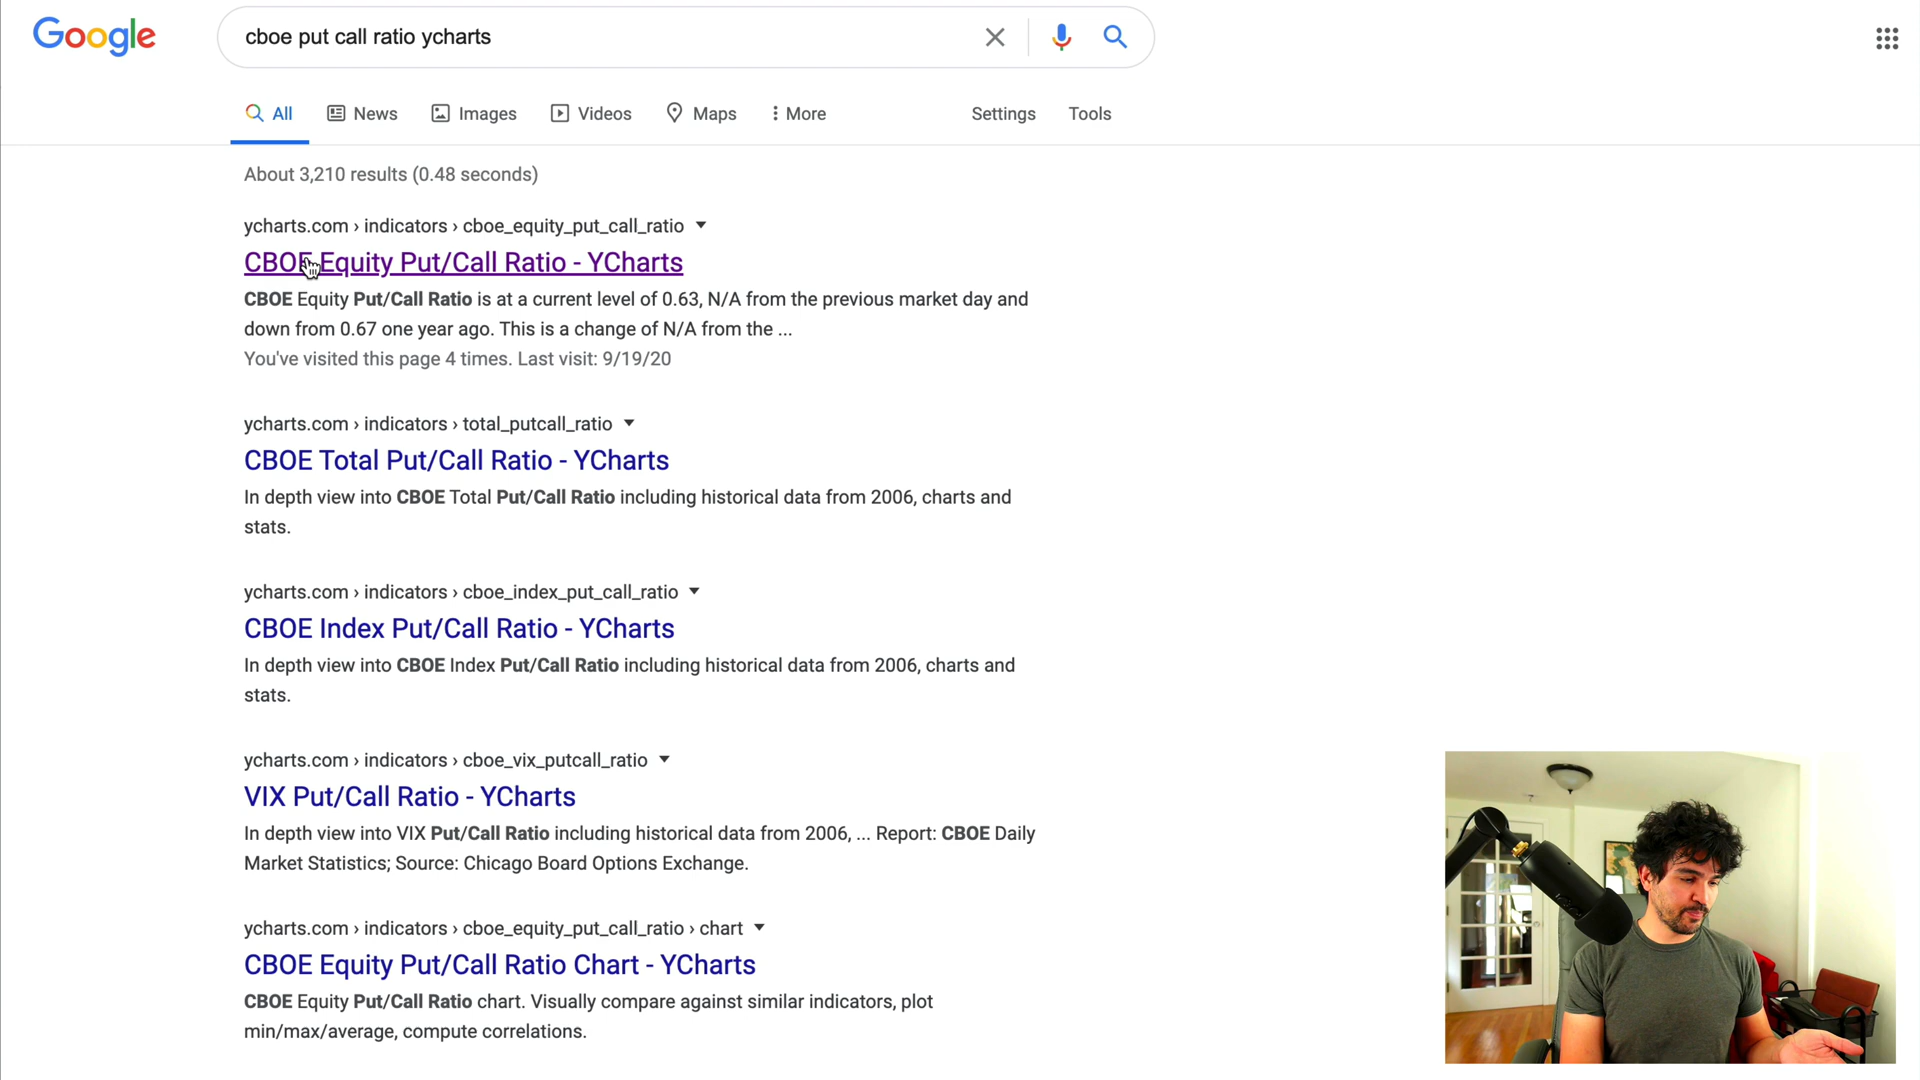 Google
cboe put call ratio ycharts
All
News
Images
Videos
Maps
More
Settings
Tools
About 3,210 results (0.48 seconds)
ycharts.com › indicators › cboe_equity_put_call_ratio
CBOE Equity Put/Call Ratio - YCharts
CBOE Equity Put/Call Ratio is at a current level of 0.63, N/A from the previous market day and
down from 0.67 one year ago. This is a change of N/A from the ...
You've visited this page 4 times. Last visit: 9/19/20
ycharts.com › indicators › total_putcall_ratio
CBOE Total Put/Call Ratio - YCharts
In depth view into CBOE Total Put/Call Ratio including historical data from 2006, charts and
stats.
ycharts.com › indicators › cboe_index_put_call_ratio
CBOE Index Put/Call Ratio - YCharts
In depth view into CBOE Index Put/Call Ratio including historical data from 2006, charts and
stats.
ycharts.com › indicators › cboe_vix_putcall_ratio
VIX Put/Call Ratio - YCharts
In depth view into VIX Put/Call Ratio including historical data from 2006, ... Report: CBOE Daily
Market Statistics; Source: Chicago Board Options Exchange.
ycharts.com › indicators › cboe_equity_put_call_ratio › chart
CBOE Equity Put/Call Ratio Chart - YCharts
CBOE Equity Put/Call Ratio chart. Visually compare against similar indicators, plot
min/max/average, compute correlations.